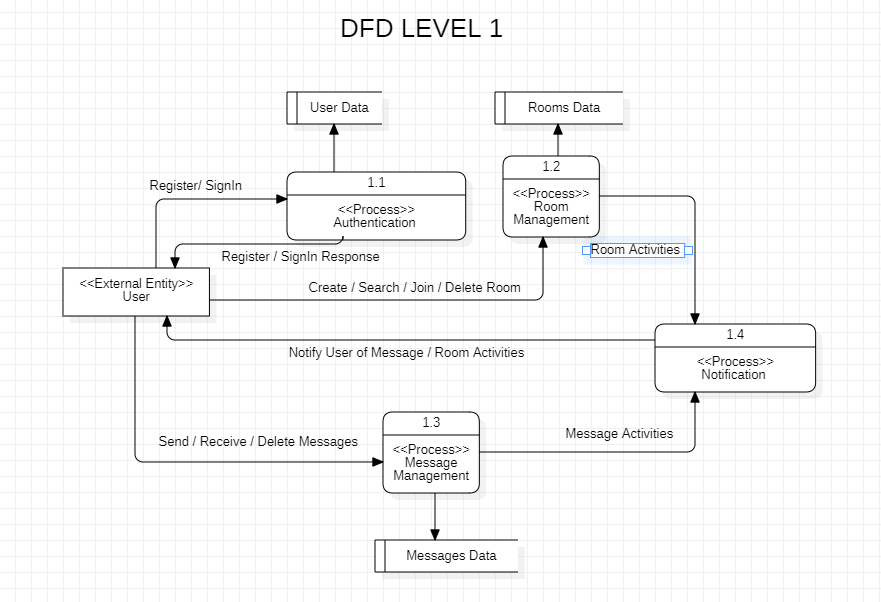 DFD LEVEL 1
User Data
Rooms Data
1.1
<<Process>>
Authentication
1.2
<<Process>>
Room
Management
Register/ SignIn
Register / SignIn Response
Room Activities
<<External Entity>>
User
Create / Search / Join / Delete Room
1.4
<<Process>>
Notification
Notify User of Message / Room Activities
1.3
<<Process>>
Message
Management
Send / Receive / Delete Messages
Message Activities
Messages Data